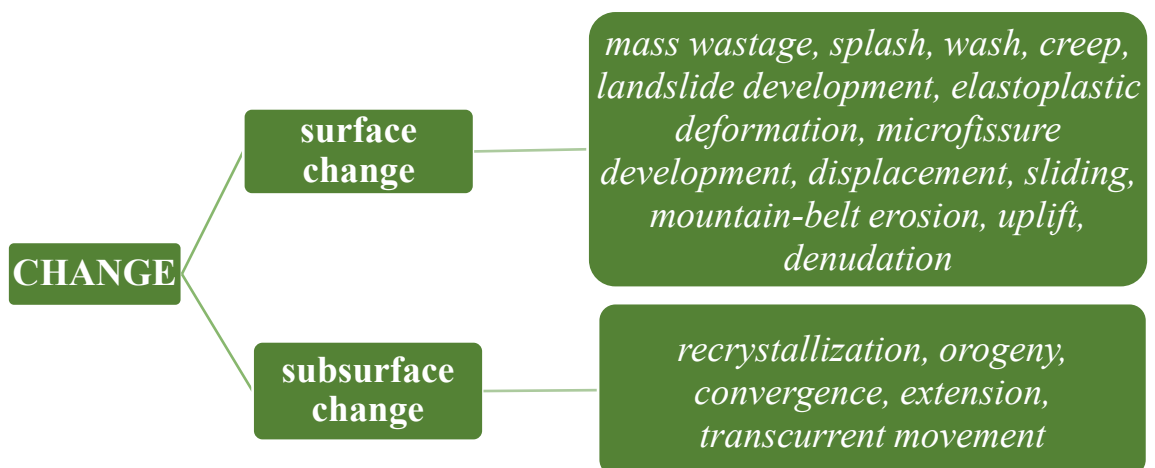 CHANGE
surface
change
mass wastage, splash, wash, creep,
landslide development, elastoplastic
deformation, microfissure
development, displacement, sliding,
mountain-belt erosion, uplift,
denudation
subsurface
change
recrystallization, orogeny,
convergence, extension,
transcurrent movement